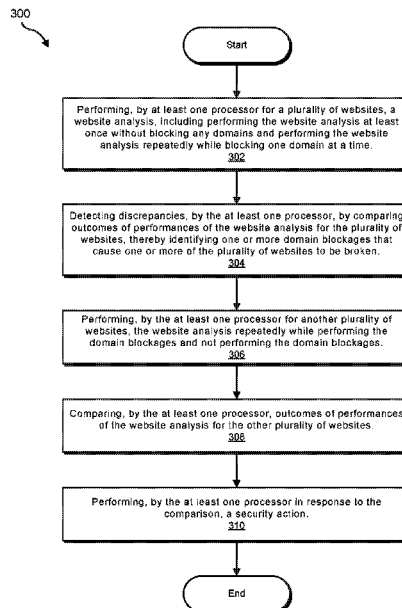 300
Start
Performing, by at least one processor for a plurality of websites, a
website analysis, including performing the website analysis at least
once without blocking any domains and performing the website
analysis repeatedly while blocking one domain at a time.
302
Detecting discrepancies, by the at least one processor, by comparing
outcomes of performances of the website analysis for the plurality of
websites, thereby identifying one or more domain blockages that
cause one or more of the plurality of websites to be broken.
304
Performing, by the at least one processor for another plurality of
websites, the website analysis repeatedly while performing the
domain blockages and not performing the domain blockages.
306
Comparing, by the at least one processor, outcomes of performances
of the website analysis for the other plurality of websites.
308
Performing, by the at least one processor in response to the
comparison, a security action.
310
End